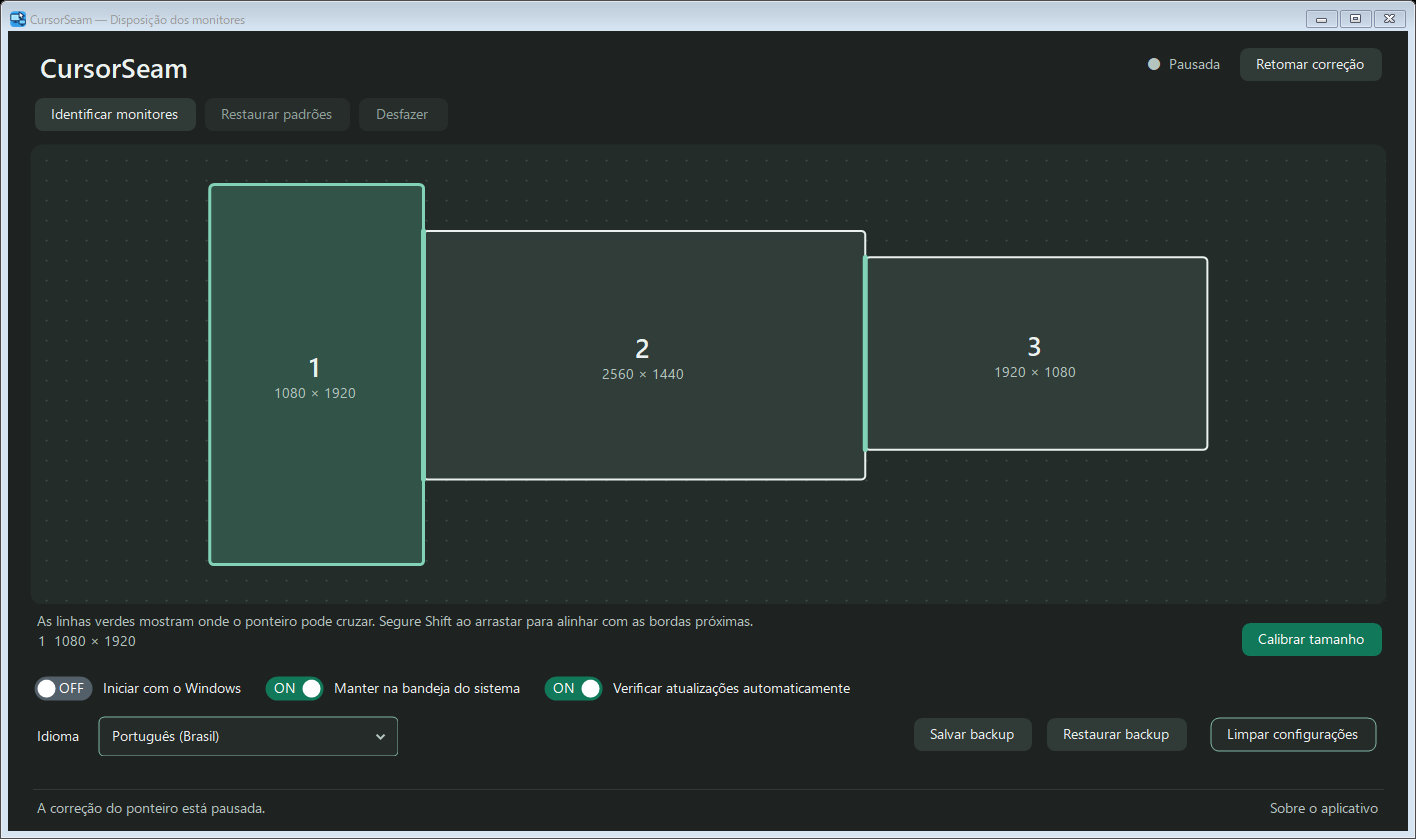 CursorSeam — Disposição dos monitores
CursorSeam
Pausada
Retomar correção
Identificar monitores
Restaurar padrões
Desfazer
1
1080 × 1920
2
2560 × 1440
3
1920 × 1080
As linhas verdes mostram onde o ponteiro pode cruzar. Segure Shift ao arrastar para alinhar com as bordas próximas.
1 1080 × 1920
Calibrar tamanho
OFF Iniciar com o Windows
ON Manter na bandeja do sistema
ON Verificar atualizações automaticamente
Idioma
Português (Brasil)
Salvar backup
Restaurar backup
Limpar configurações
A correção do ponteiro está pausada.
Sobre o aplicativo